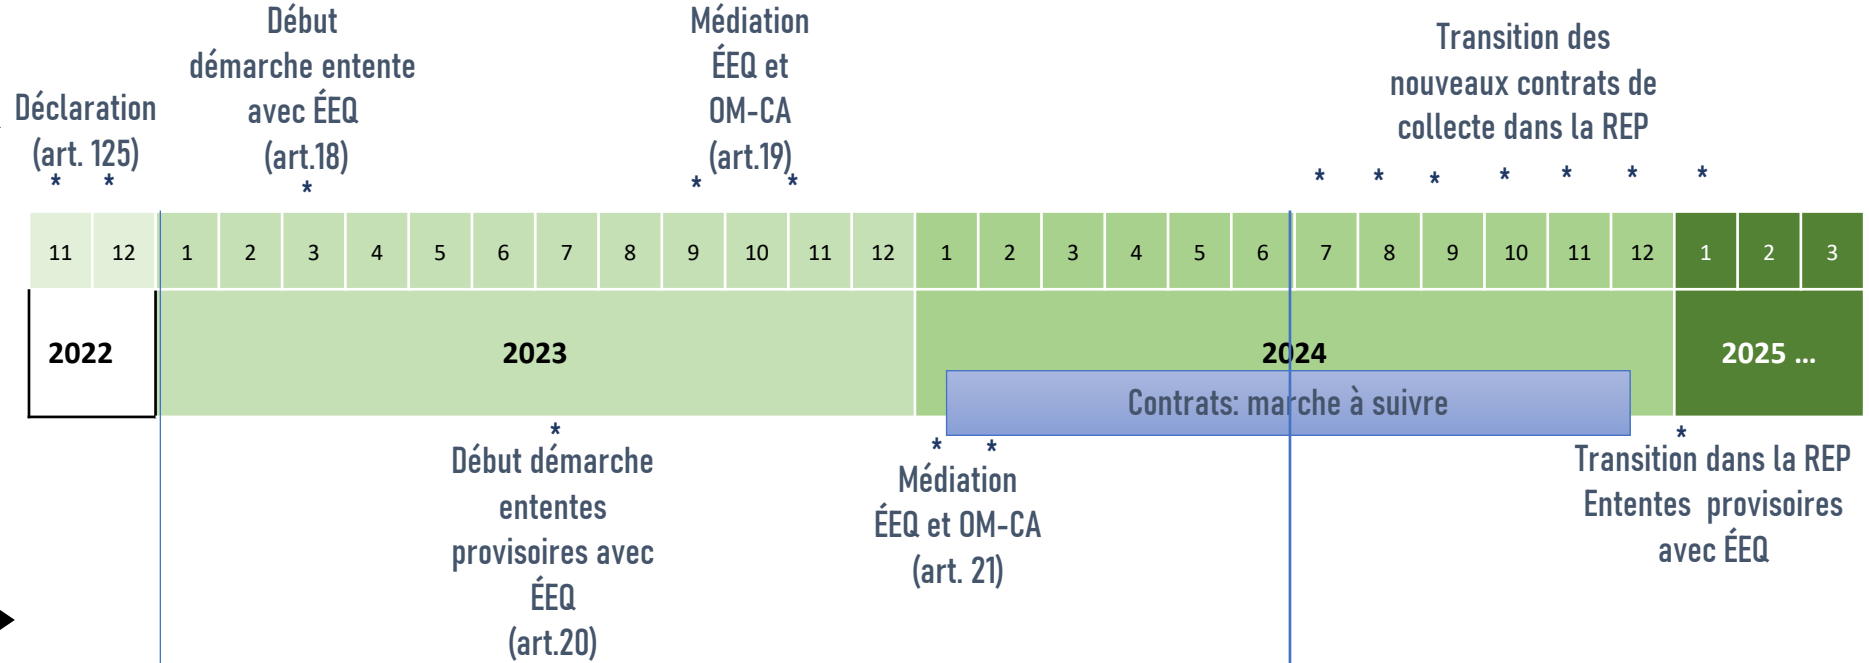 Début
démarche entente
avec ÉEQ
(art.18)
*
Médiation
ÉEQ et
OM-CA
(art.19)
* *
Transition des
nouveaux contrats de
collecte dans la REP
* * * * * * *
Déclaration
(art. 125)
* *
11 12 1 2 3 4 5 6 7 8 9 10 11 12 1 2 3 4 5 6 7 8 9 10 11 12 1 2 3
2022 2023 2024 2025 ...
Contrats: marche à suivre
*
Début démarche
ententes
provisoires avec
ÉEQ
(art.20)
* *
Médiation
ÉEQ et OM-CA
(art. 21)
*
Transition dans la REP
Ententes provisoires
avec ÉEQ